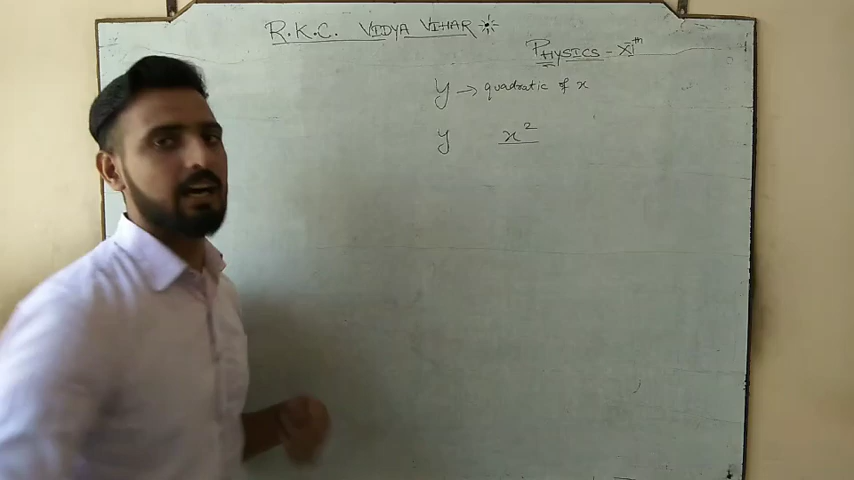 R.K.C. VIDYA VIHAR
PHYSICS - XIth
y → quadratic of x
y x²